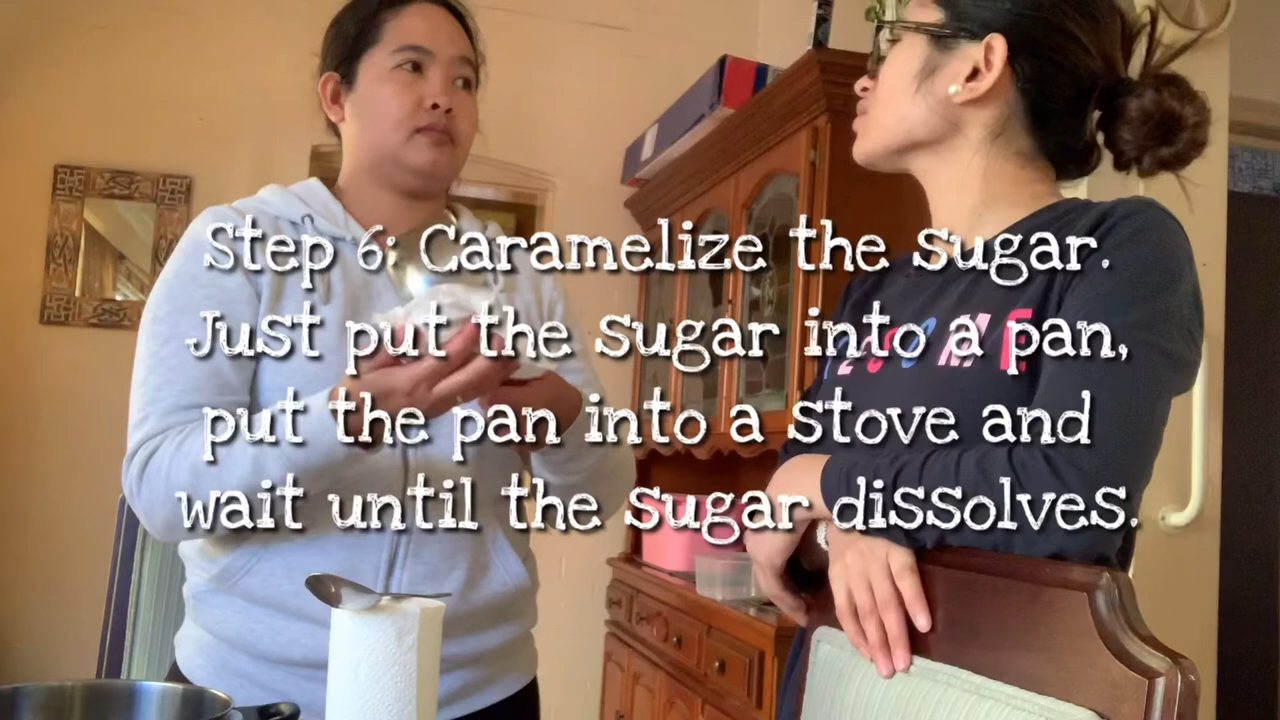 Step 6: Caramelize the sugar.
Just put the sugar into a pan,
put the pan into a stove and
wait until the sugar dissolves.